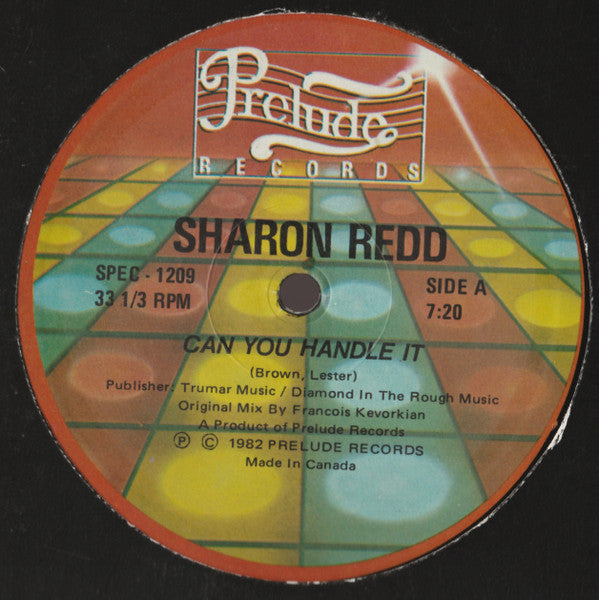 Prelude
RECORDS
SHARON REDD
SPEC - 1209
33 1/3 RPM
SIDE A
7:20
CAN YOU HANDLE IT
(Brown, Lester)
Publisher: Trumar Music / Diamond In The Rough Music
Original Mix By Francois Kevorkian
A Product of Prelude Records
Ⓟ © 1982 PRELUDE RECORDS
Made In Canada